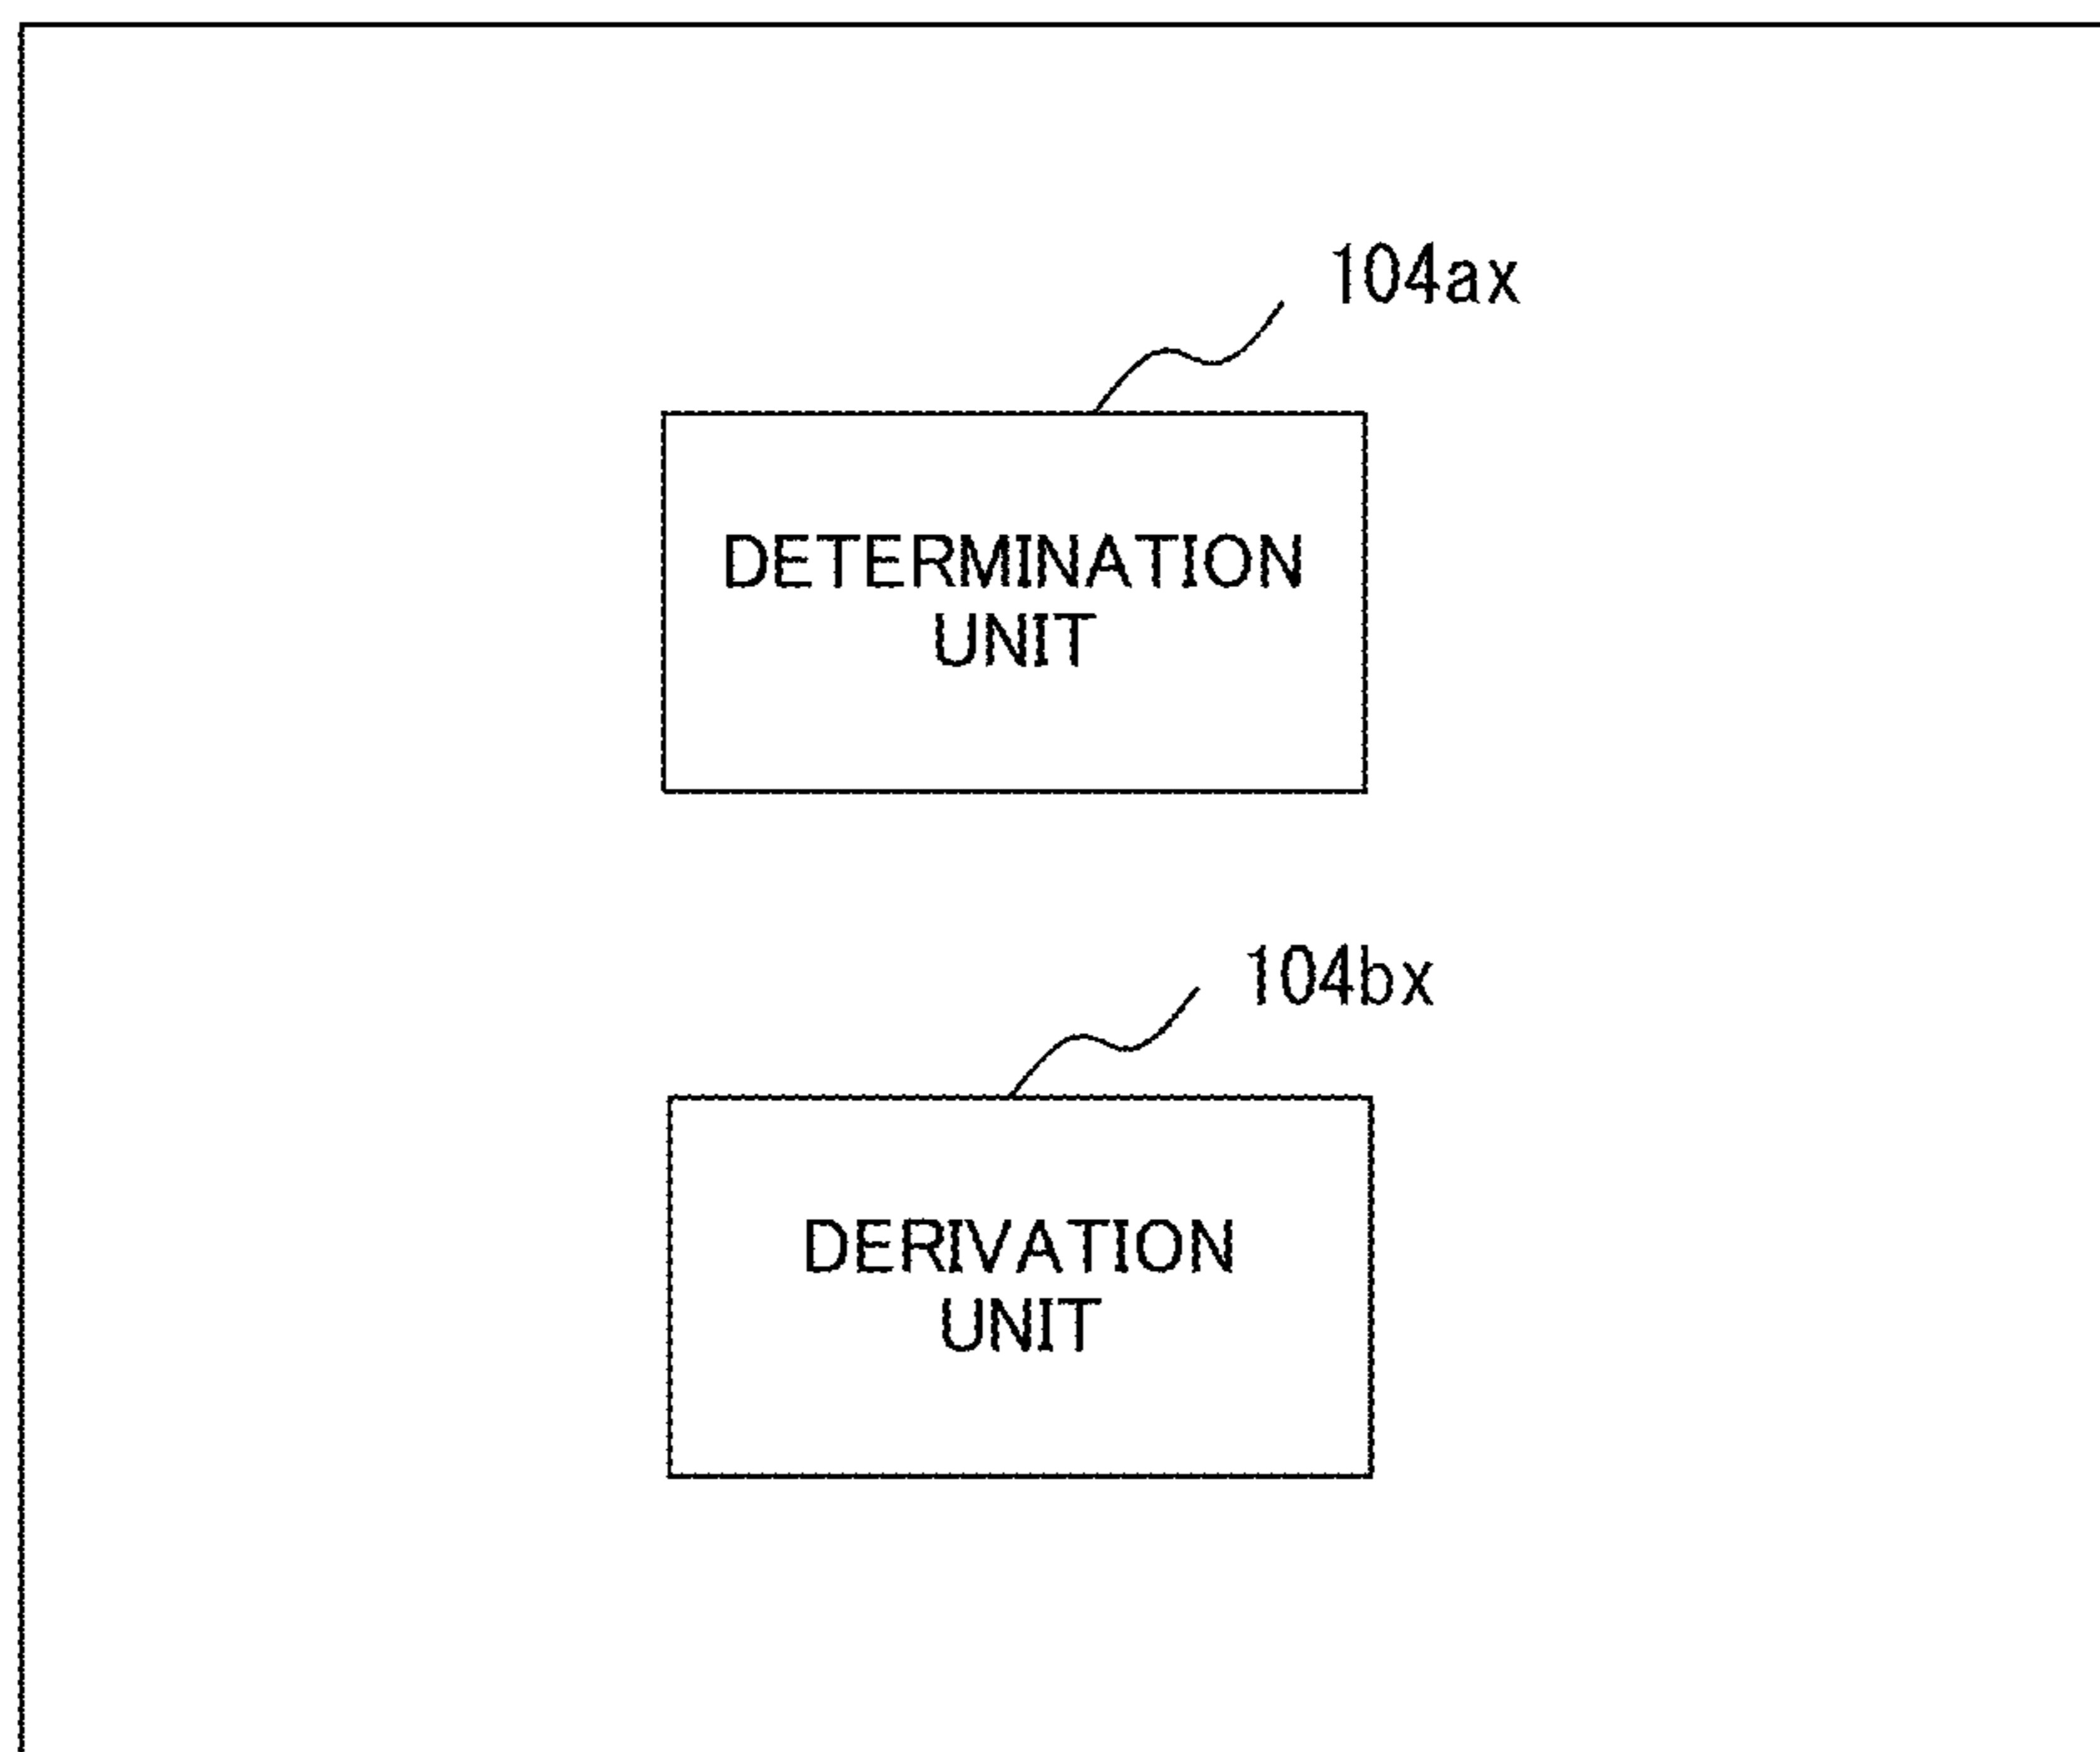 104ax
DETERMINATION
UNIT
104bx
DERIVATION
UNIT